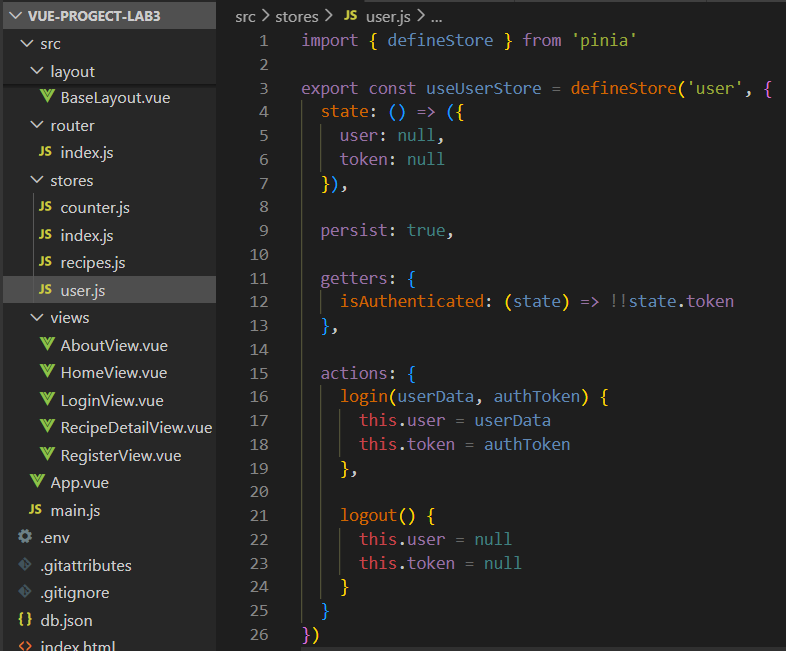 VUE-PROGECT-LAB3
src
layout
BaseLayout.vue
router
JS index.js
stores
JS counter.js
JS index.js
JS recipes.js
JS user.js
views
AboutView.vue
HomeView.vue
LoginView.vue
RecipeDetailView.vue
RegisterView.vue
App.vue
JS main.js
.env
.gitattributes
.gitignore
{} db.json
<> index.html
src > stores > JS user.js > ...
1 import { defineStore } from 'pinia'
2
3 export const useUserStore = defineStore('user', {
4   state: () => ({
5     user: null,
6     token: null
7   }),
8
9   persist: true,
10
11   getters: {
12     isAuthenticated: (state) => !!state.token
13   },
14
15   actions: {
16     login(userData, authToken) {
17       this.user = userData
18       this.token = authToken
19     },
20
21     logout() {
22       this.user = null
23       this.token = null
24     }
25   }
26 })